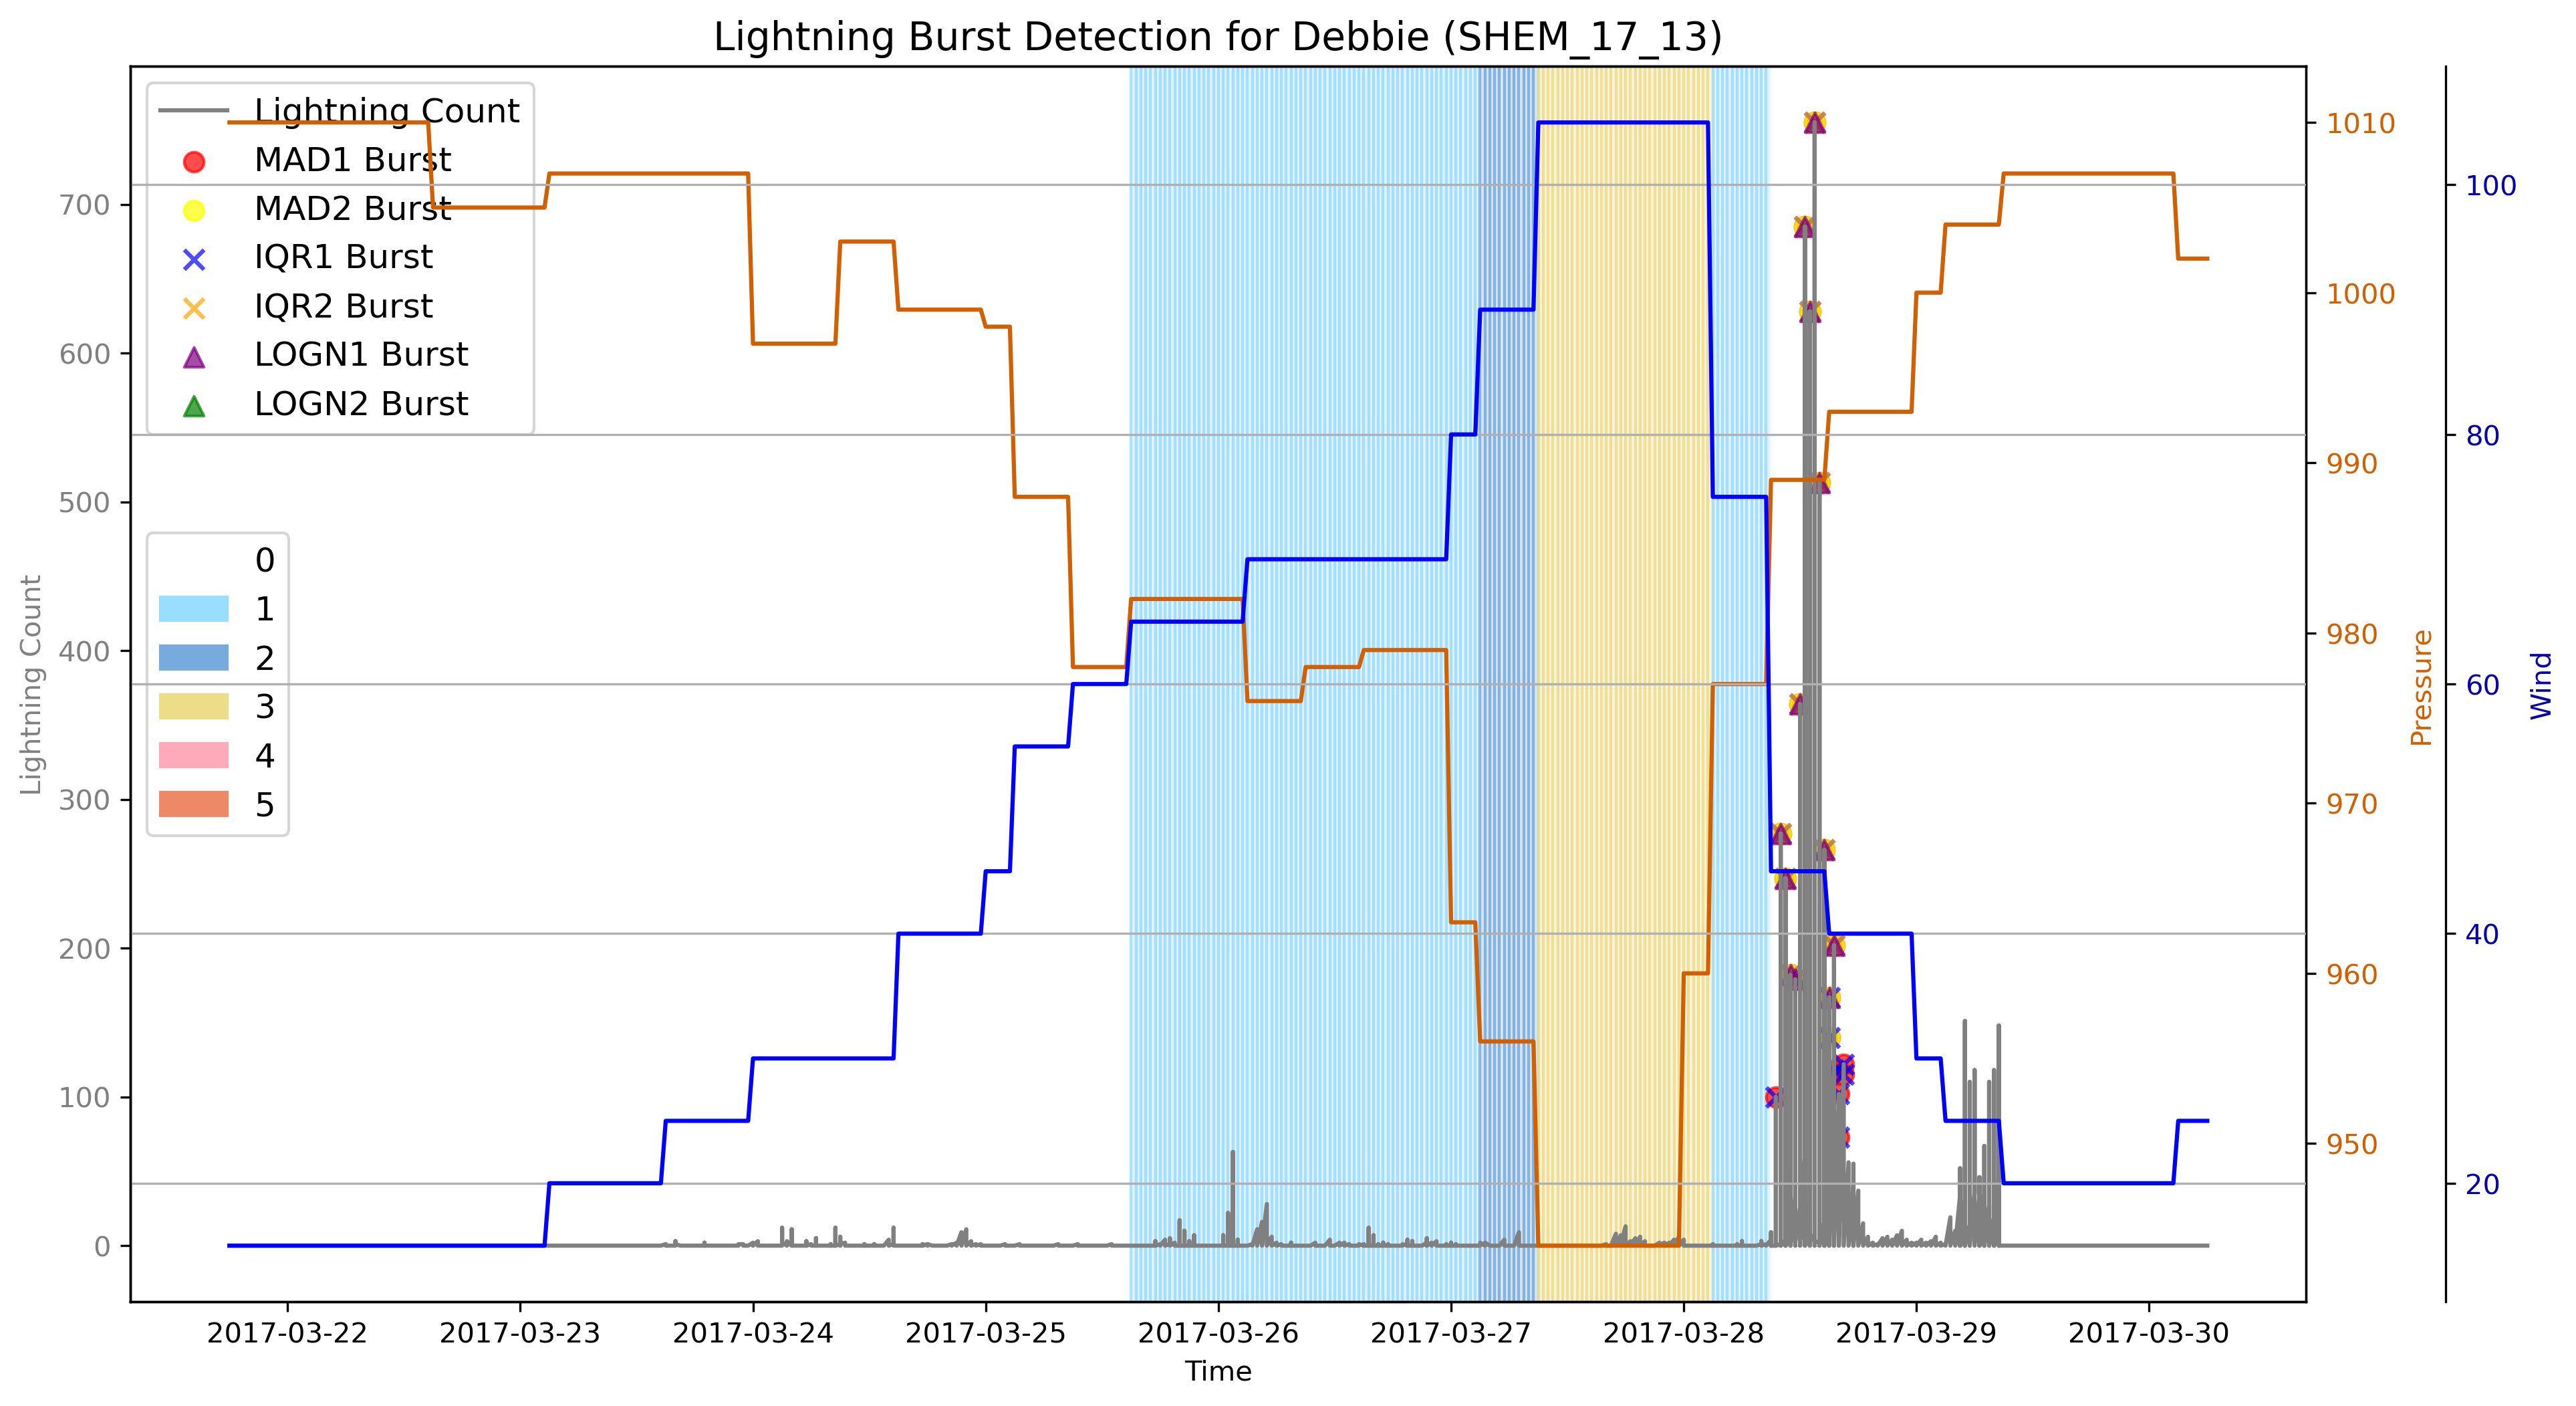 Lightning Burst Detection for Debbie (SHEM_17_13)
Lightning Count
MAD1 Burst
MAD2 Burst
IQR1 Burst
IQR2 Burst
LOGN1 Burst
LOGN2 Burst
0
1
2
3
4
5
Lightning Count
700
600
500
400
300
200
100
0
1010
1000
990
980
970
960
950
Pressure
100
80
60
40
20
Wind
2017-03-22
2017-03-23
2017-03-24
2017-03-25
2017-03-26
2017-03-27
2017-03-28
2017-03-29
2017-03-30
Time